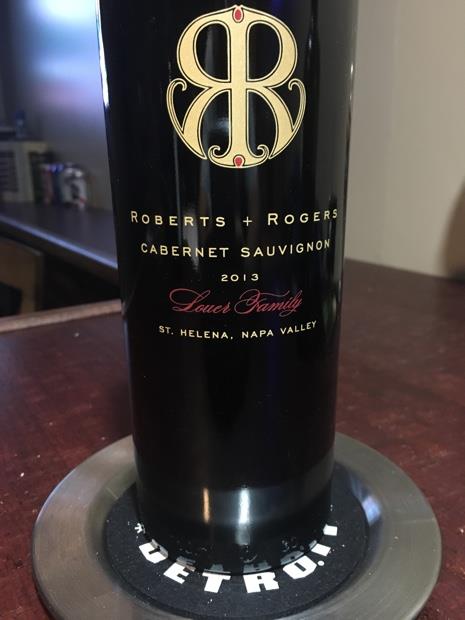 ROBERTS + ROGERS
CABERNET SAUVIGNON
2013
Louer Family
ST. HELENA, NAPA VALLEY
DETROIT